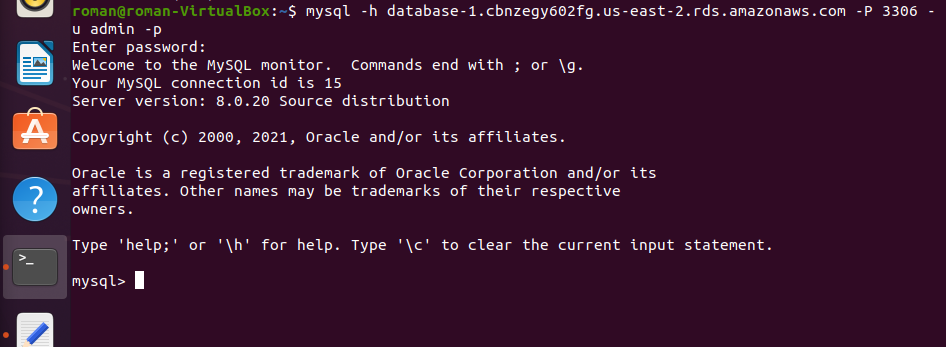 roman@roman-VirtualBox:~$ mysql -h database-1.cbnzegy602fg.us-east-2.rds.amazonaws.com -P 3306 -
u admin -p
Enter password:
Welcome to the MySQL monitor.  Commands end with ; or \g.
Your MySQL connection id is 15
Server version: 8.0.20 Source distribution

Copyright (c) 2000, 2021, Oracle and/or its affiliates.

Oracle is a registered trademark of Oracle Corporation and/or its
affiliates. Other names may be trademarks of their respective
owners.

Type 'help;' or '\h' for help. Type '\c' to clear the current input statement.

mysql>